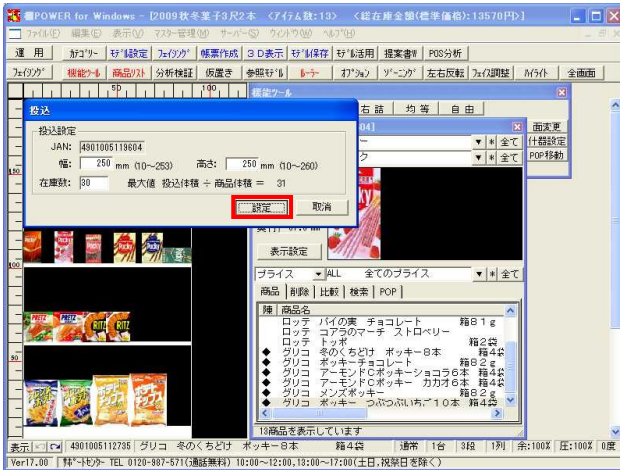 棚POWER for Windows - [2009秋冬菓子3尺2本 <アイテム数:13> <総在庫金額(標準価格):13570円>]
ファイル(F) 編集(E) 表示(V) マスター管理(M) サーバー(S) ウィンドウ(W) ヘルプ(H)
運 用 カテゴリー モデル設定 フェイシング 帳票作成 3D表示 モデル保存 モデル活用 提案書W POS分析
フェイシング 機能ツール 商品リスト 分析検証 仮置き 参照モデル ルーラー オプション ゾーニング 左右反転 フェイス調整 ハイライト 全画面
50 100
機能ツール
投込
右 詰 均 等 自 由
投込設定
JAN: 4901005119604
幅: 250 mm (10~253) 高さ: 250 mm (10~260)
在庫数: 30 最大値 投込体積 ÷ 商品体積 = 31
設定 取消
04]
面変更
全て 什器設定
全て POP移動
150
100
50
表示設定
プライス ALL 全てのプライス 全て
商品 削除 比較 検索 POP
陳 商品名
ロッテ パイの実 チョコレート 箱81g
ロッテ コアラのマーチ ストロベリー
ロッテ トッポ 箱2袋
◆ グリコ 冬のくちどけ ポッキー8本 箱4袋
◆ グリコ ポッキーチョコレート 箱82g
◆ グリコ アーモンドCポッキーショコラ6本 箱4袋
◆ グリコ アーモンドCポッキー カカオ6本 箱4袋
◆ グリコ メンズポッキー 箱82g
◆ グリコ ポッキー つぶつぶいちご10本 箱4袋
13商品を表示しています
表示 4901005112735 グリコ 冬のくちどけ ポッキー8本 箱4袋 通常 1台 3段 1列 余:100% 圧:100% 0度
Ver17.00 サポートセンター TEL 0120-987-571(通話無料) 10:00~12:00,13:00~17:00(土日,祝祭日を除く)